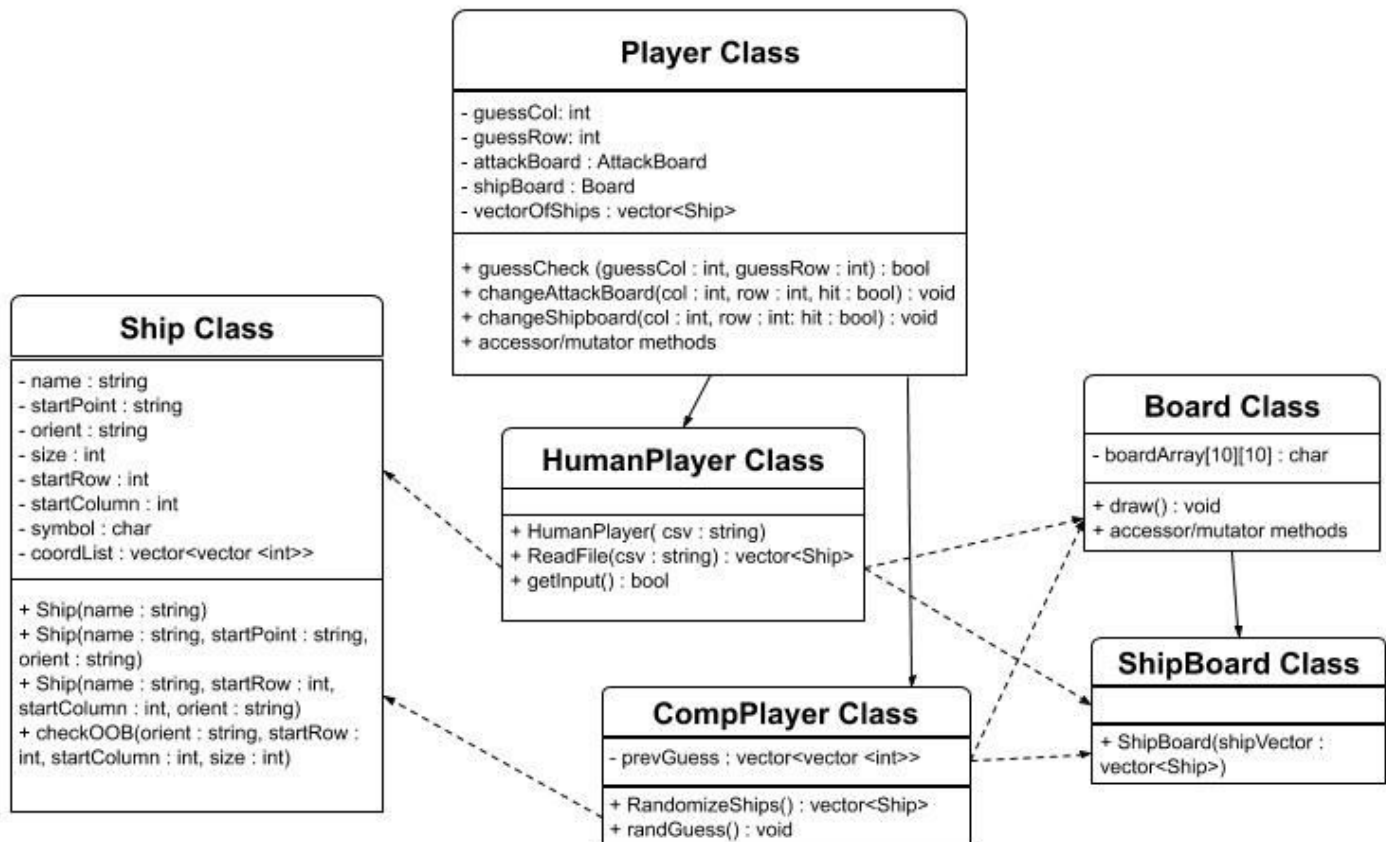 Player Class
- guessCol: int
- guessRow: int
- attackBoard : AttackBoard
- shipBoard : Board
- vectorOfShips : vector<Ship>
+ guessCheck (guessCol : int, guessRow : int) : bool
+ changeAttackBoard(col : int, row : int, hit : bool) : void
+ changeShipboard(col : int, row : int: hit : bool) : void
+ accessor/mutator methods
Ship Class
- name : string
- startPoint : string
- orient : string
- size : int
- startRow : int
- startColumn : int
- symbol : char
- coordList : vector<vector <int>>
+ Ship(name : string)
+ Ship(name : string, startPoint : string,
orient : string)
+ Ship(name : string, startRow : int,
startColumn : int, orient : string)
+ checkOOB(orient : string, startRow :
int, startColumn : int, size : int)
HumanPlayer Class
+ HumanPlayer( csv : string)
+ ReadFile(csv : string) : vector<Ship>
+ getInput() : bool
Board Class
- boardArray[10][10] : char
+ draw() : void
+ accessor/mutator methods
CompPlayer Class
- prevGuess : vector<vector <int>>
+ RandomizeShips() : vector<Ship>
+ randGuess() : void
ShipBoard Class
+ ShipBoard(shipVector :
vector<Ship>)